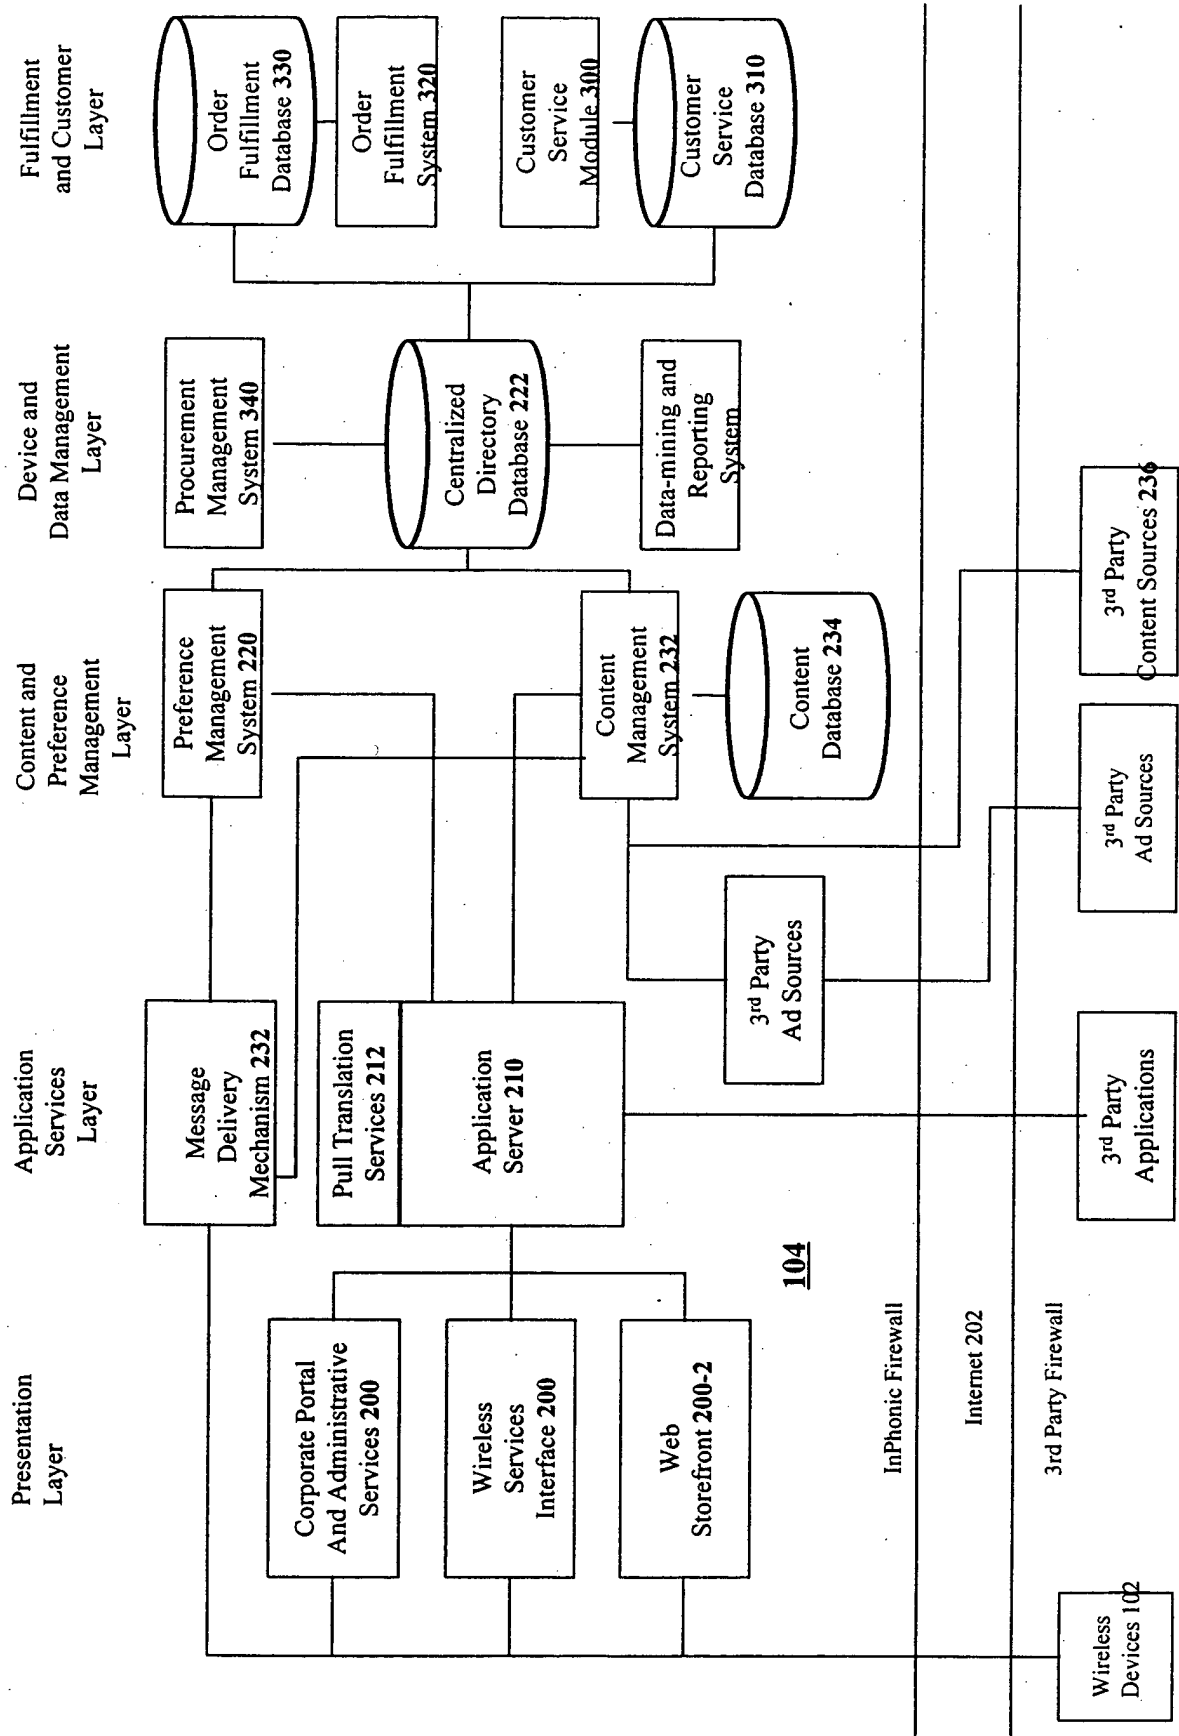 Presentation
Layer
Application
Services
Layer
Content and
Preference
Management
Layer
Device and
Data Management
Layer
Fulfillment
and Customer
Layer
Message
Delivery
Mechanism 232
Preference
Management
System 220
Procurement
Management
System 340
Order
Fulfillment
Database 330
Corporate Portal
And Administrative
Services 200
Pull Translation
Services 212
Order
Fulfillment
System 320
Wireless
Services
Interface 200
Application
Server 210
Centralized
Directory
Database 222
Customer
Service
Module 300
Web
Storefront 200-2
Content
Management
System 232
Data-mining and
Reporting
System
Customer
Service
Database 310
104
3rd Party
Ad Sources
Content
Database 234
InPhonic Firewall
Internet 202
3rd Party Firewall
Wireless
Devices 102
3rd Party
Applications
3rd Party
Ad Sources
3rd Party
Content Sources 236